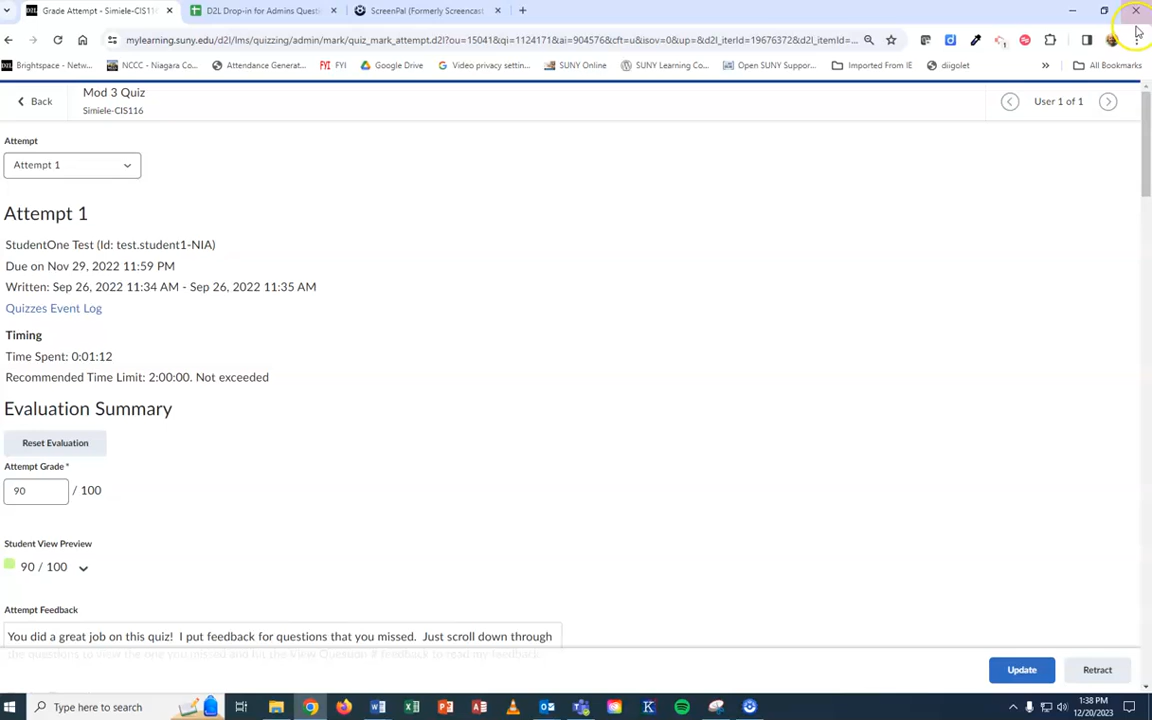 Grade Attempt - Simiele-CIS116
D2L Drop-in for Admins Quest
ScreenPal (Formerly Screencast
mylearning.suny.edu/d2l/lms/quizzing/admin/mark/quiz_mark_attempt.d2l?ou=15041&qi=1124171&ai=904576&cft=u&isov=0&up=&d2l_iterId=19676372&d2l_itemId=...
Brightspace - Netw...
NCCC - Niagara Co...
Attendance Generat...
FYI FYI
Google Drive
Video privacy settin...
SUNY Online
SUNY Learning Co...
Open SUNY Suppor...
Imported From IE
diigolet
»
All Bookmarks
Back
Mod 3 Quiz
Simiele-CIS116
User 1 of 1
Attempt
Attempt 1
Attempt 1
StudentOne Test (Id: test.student1-NIA)
Due on Nov 29, 2022 11:59 PM
Written: Sep 26, 2022 11:34 AM - Sep 26, 2022 11:35 AM
Quizzes Event Log
Timing
Time Spent: 0:01:12
Recommended Time Limit: 2:00:00. Not exceeded
Evaluation Summary
Reset Evaluation
Attempt Grade *
90 / 100
Student View Preview
90 / 100
Attempt Feedback
You did a great job on this quiz! I put feedback for questions that you missed. Just scroll down through
Update
Retract
Type here to search
1:38 PM
12/20/2023